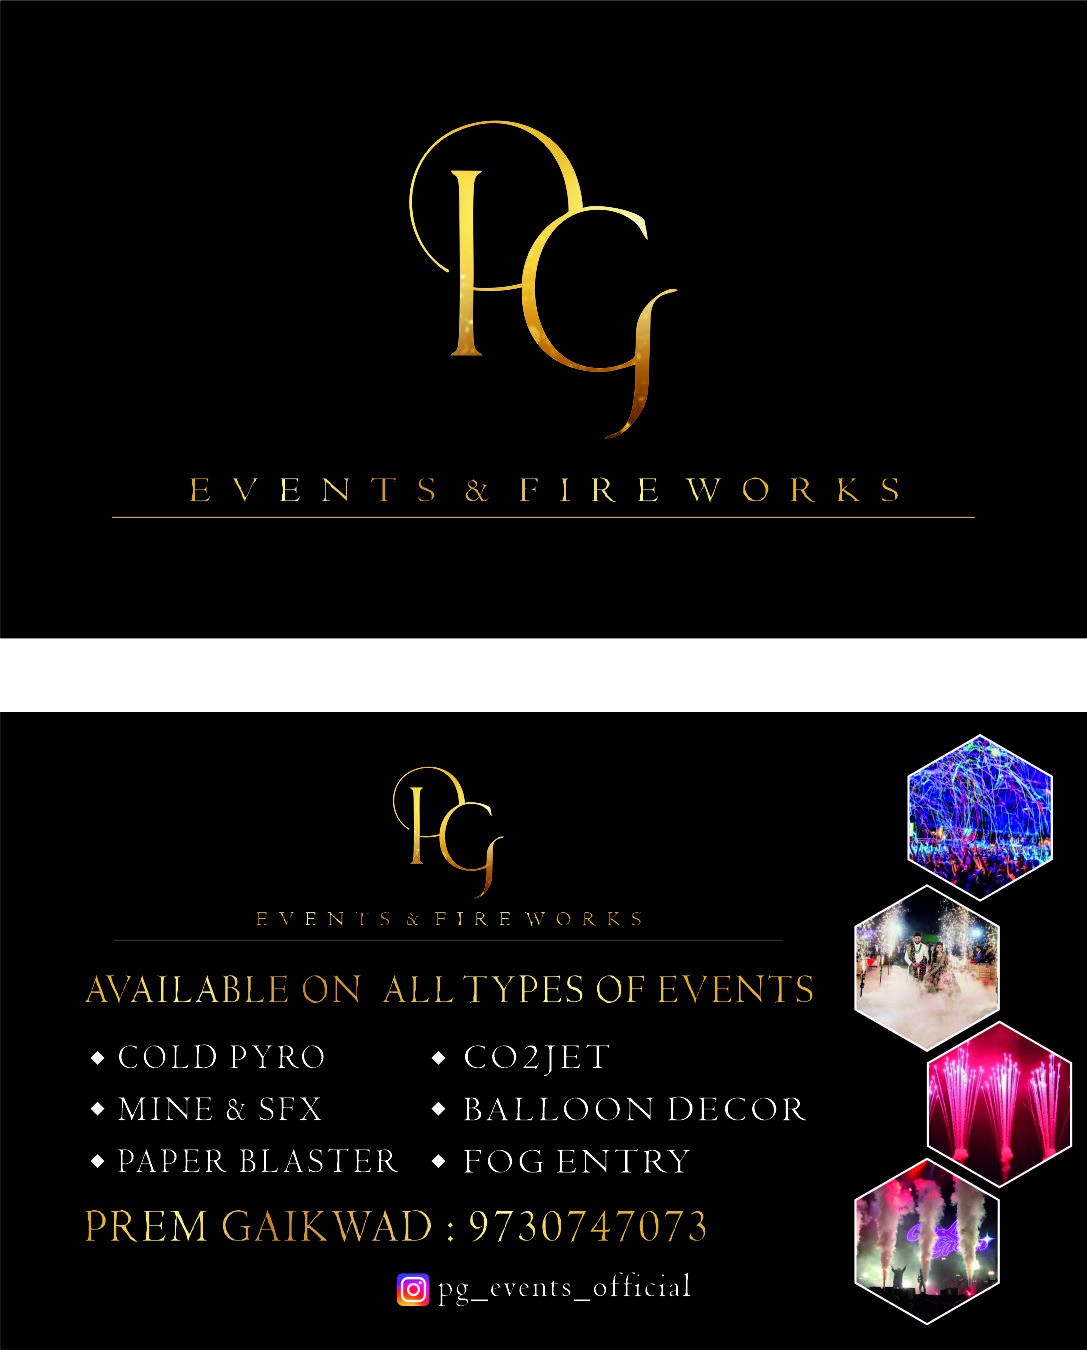 PG
EVENTS & FIREWORKS
PG
EVENTS & FIREWORKS
AVAILABLE ON ALL TYPES OF EVENTS
COLD PYRO
CO2JET
MINE & SFX
BALLOON DECOR
PAPER BLASTER
FOG ENTRY
PREM GAIKWAD : 9730747073
pg_events_official